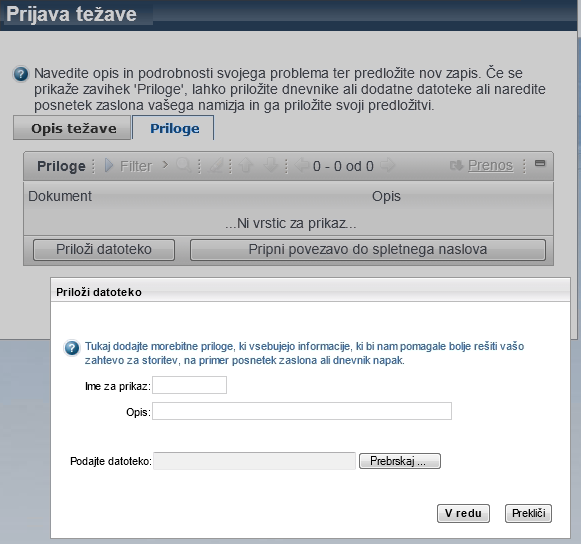 Prijava težave
Navedite opis in podrobnosti svojega problema ter predložite nov zapis. Če se
prikaže zavihek 'Priloge', lahko priložite dnevnike ali dodatne datoteke ali naredite
posnetek zaslona vašega namizja in ga priložite svoji predložitvi.
Opis težave Priloge
Priloge Filter 0 - 0 od 0 Prenos
Dokument Opis
...Ni vrstic za prikaz...
Priloži datoteko Pripni povezavo do spletnega naslova
Priloži datoteko
Tukaj dodajte morebitne priloge, ki vsebujejo informacije, ki bi nam pomagale bolje rešiti vašo
zahtevo za storitev, na primer posnetek zaslona ali dnevnik napak.
Ime za prikaz:
Opis:
Podajte datoteko: Prebrskaj ...
V redu Prekliči